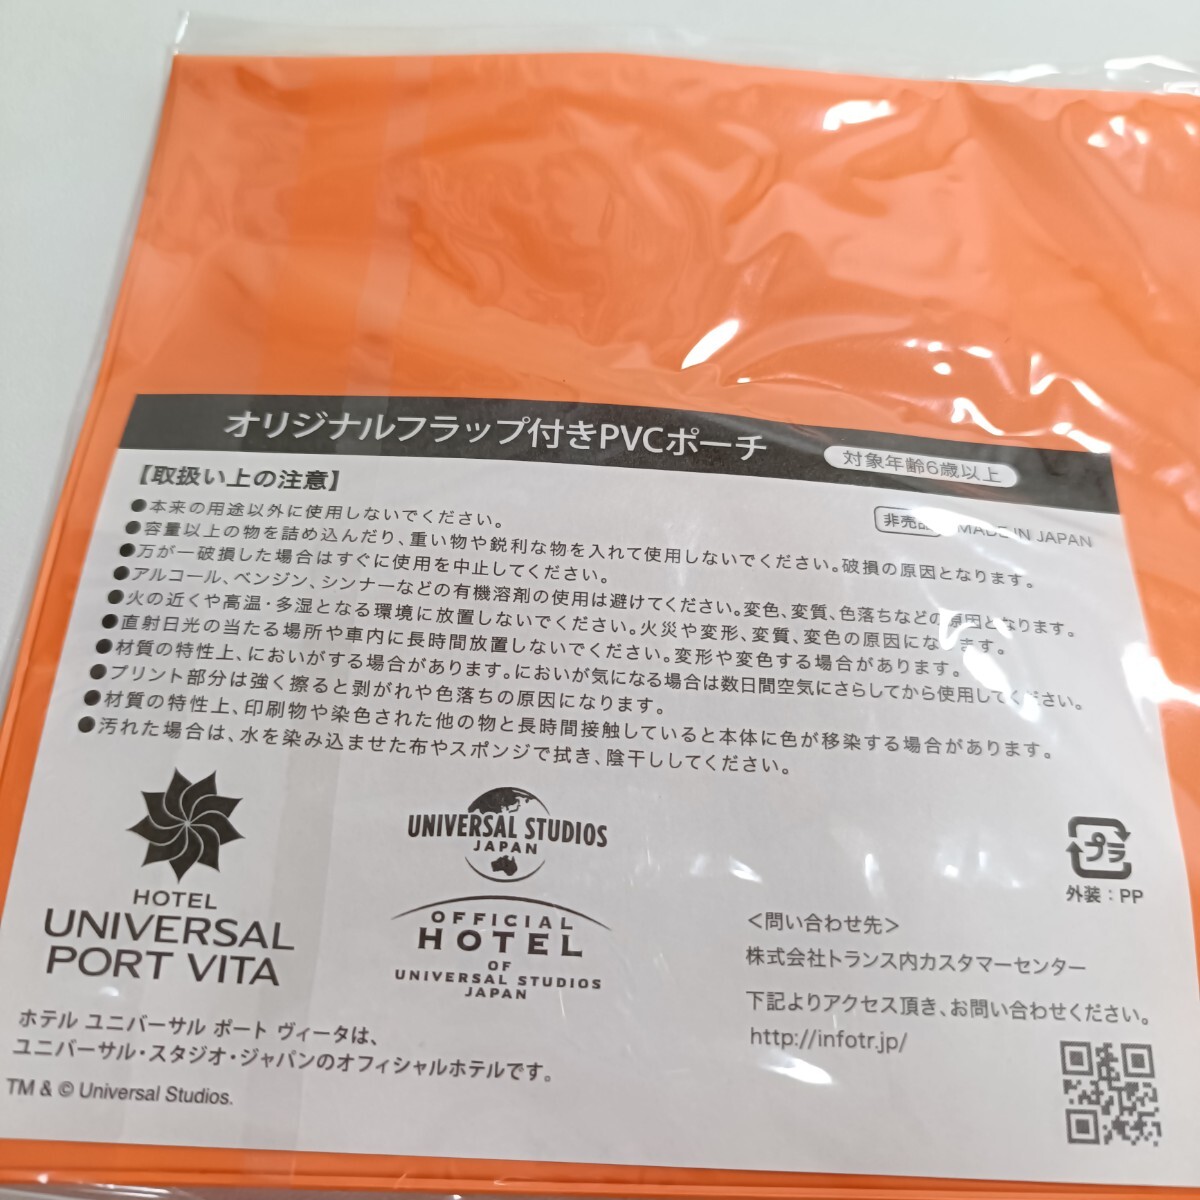 オリジナルフラップ付きPVCポーチ
対象年齢6歳以上
【取扱い上の注意】
非売品 MADE IN JAPAN
●本来の用途以外に使用しないでください。
●容量以上の物を詰め込んだり、重い物や鋭利な物を入れて使用しないでください。破損の原因となります。
●万が一破損した場合はすぐに使用を中止してください。
●アルコール、ベンジン、シンナーなどの有機溶剤の使用は避けてください。変色、変質、色落ちなどの原因となります。
●火の近くや高温・多湿となる環境に放置しないでください。火災や変形、変質、変色の原因になります。
●直射日光の当たる場所や車内に長時間放置しないでください。変形や変色する場合があります。
●材質の特性上、においがする場合があります。においが気になる場合は数日間空気にさらしてから使用してください。
●プリント部分は強く擦ると剥がれや色落ちの原因になります。
●材質の特性上、印刷物や染色された他の物と長時間接触していると本体に色が移染する場合があります。
●汚れた場合は、水を染み込ませた布やスポンジで拭き、陰干ししてください。
HOTEL
UNIVERSAL
PORT VITA
UNIVERSAL STUDIOS
JAPAN
OFFICIAL
HOTEL
OF
UNIVERSAL STUDIOS
JAPAN
プラ
外装：PP
＜問い合わせ先＞
株式会社トランス内カスタマーセンター
下記よりアクセス頂き、お問い合わせください。
http://infotr.jp/
ホテル ユニバーサル ポート ヴィータは、
ユニバーサル・スタジオ・ジャパンのオフィシャルホテルです。
TM & © Universal Studios.